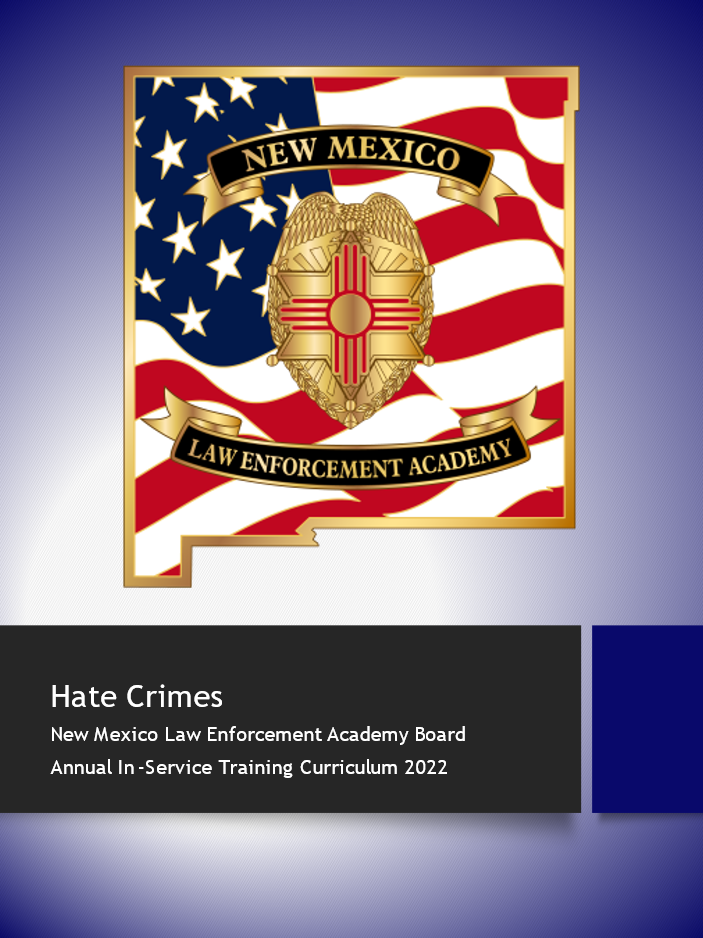 NEW MEXICO
LAW ENFORCEMENT ACADEMY
Hate Crimes
New Mexico Law Enforcement Academy Board
Annual In-Service Training Curriculum 2022